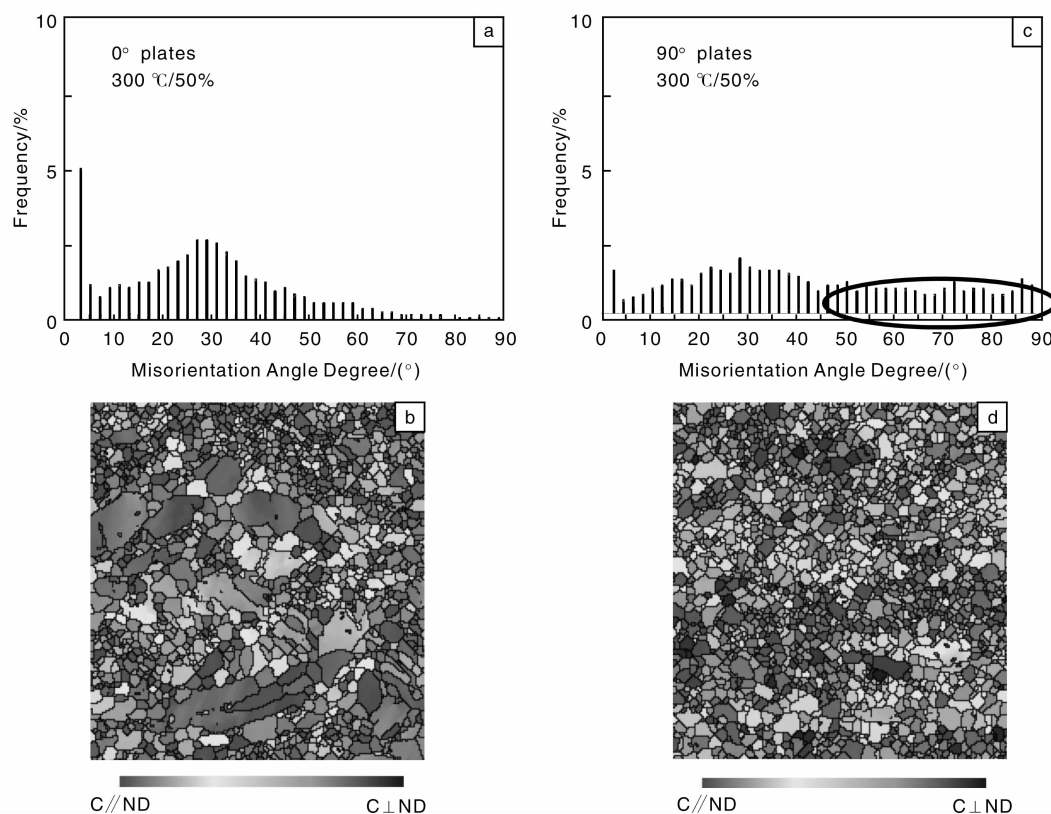 a
0° plates
300 ℃/50%
10
5
0
Frequency/%
0 10 20 30 40 50 60 70 80 90
Misorientation Angle Degree/(°)
c
90° plates
300 ℃/50%
10
5
0
Frequency/%
0 10 20 30 40 50 60 70 80 90
Misorientation Angle Degree/(°)
b
C//ND C⊥ND
d
C//ND C⊥ND